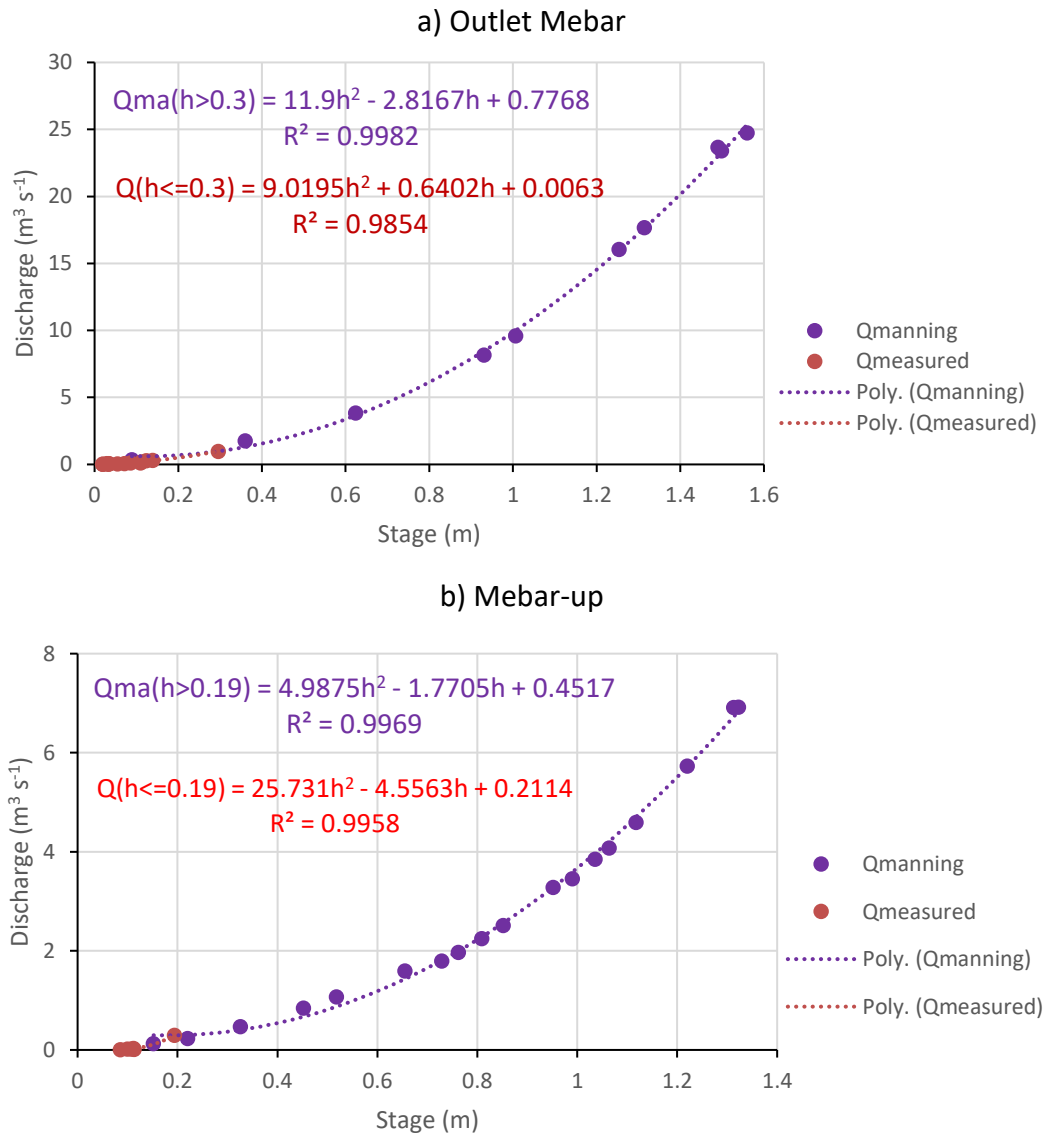 a) Outlet Mebar
30
25
20
15
10
5
0
Discharge (m³ s⁻¹)
Qma(h>0.3) = 11.9h² - 2.8167h + 0.7768
R² = 0.9982
Q(h<=0.3) = 9.0195h² + 0.6402h + 0.0063
R² = 0.9854
0 0.2 0.4 0.6 0.8 1 1.2 1.4 1.6
Stage (m)
Qmanning
Qmeasured
Poly. (Qmanning)
Poly. (Qmeasured)
b) Mebar-up
8
6
4
2
0
Discharge (m³ s⁻¹)
Qma(h>0.19) = 4.9875h² - 1.7705h + 0.4517
R² = 0.9969
Q(h<=0.19) = 25.731h² - 4.5563h + 0.2114
R² = 0.9958
0 0.2 0.4 0.6 0.8 1 1.2 1.4
Stage (m)
Qmanning
Qmeasured
Poly. (Qmanning)
Poly. (Qmeasured)